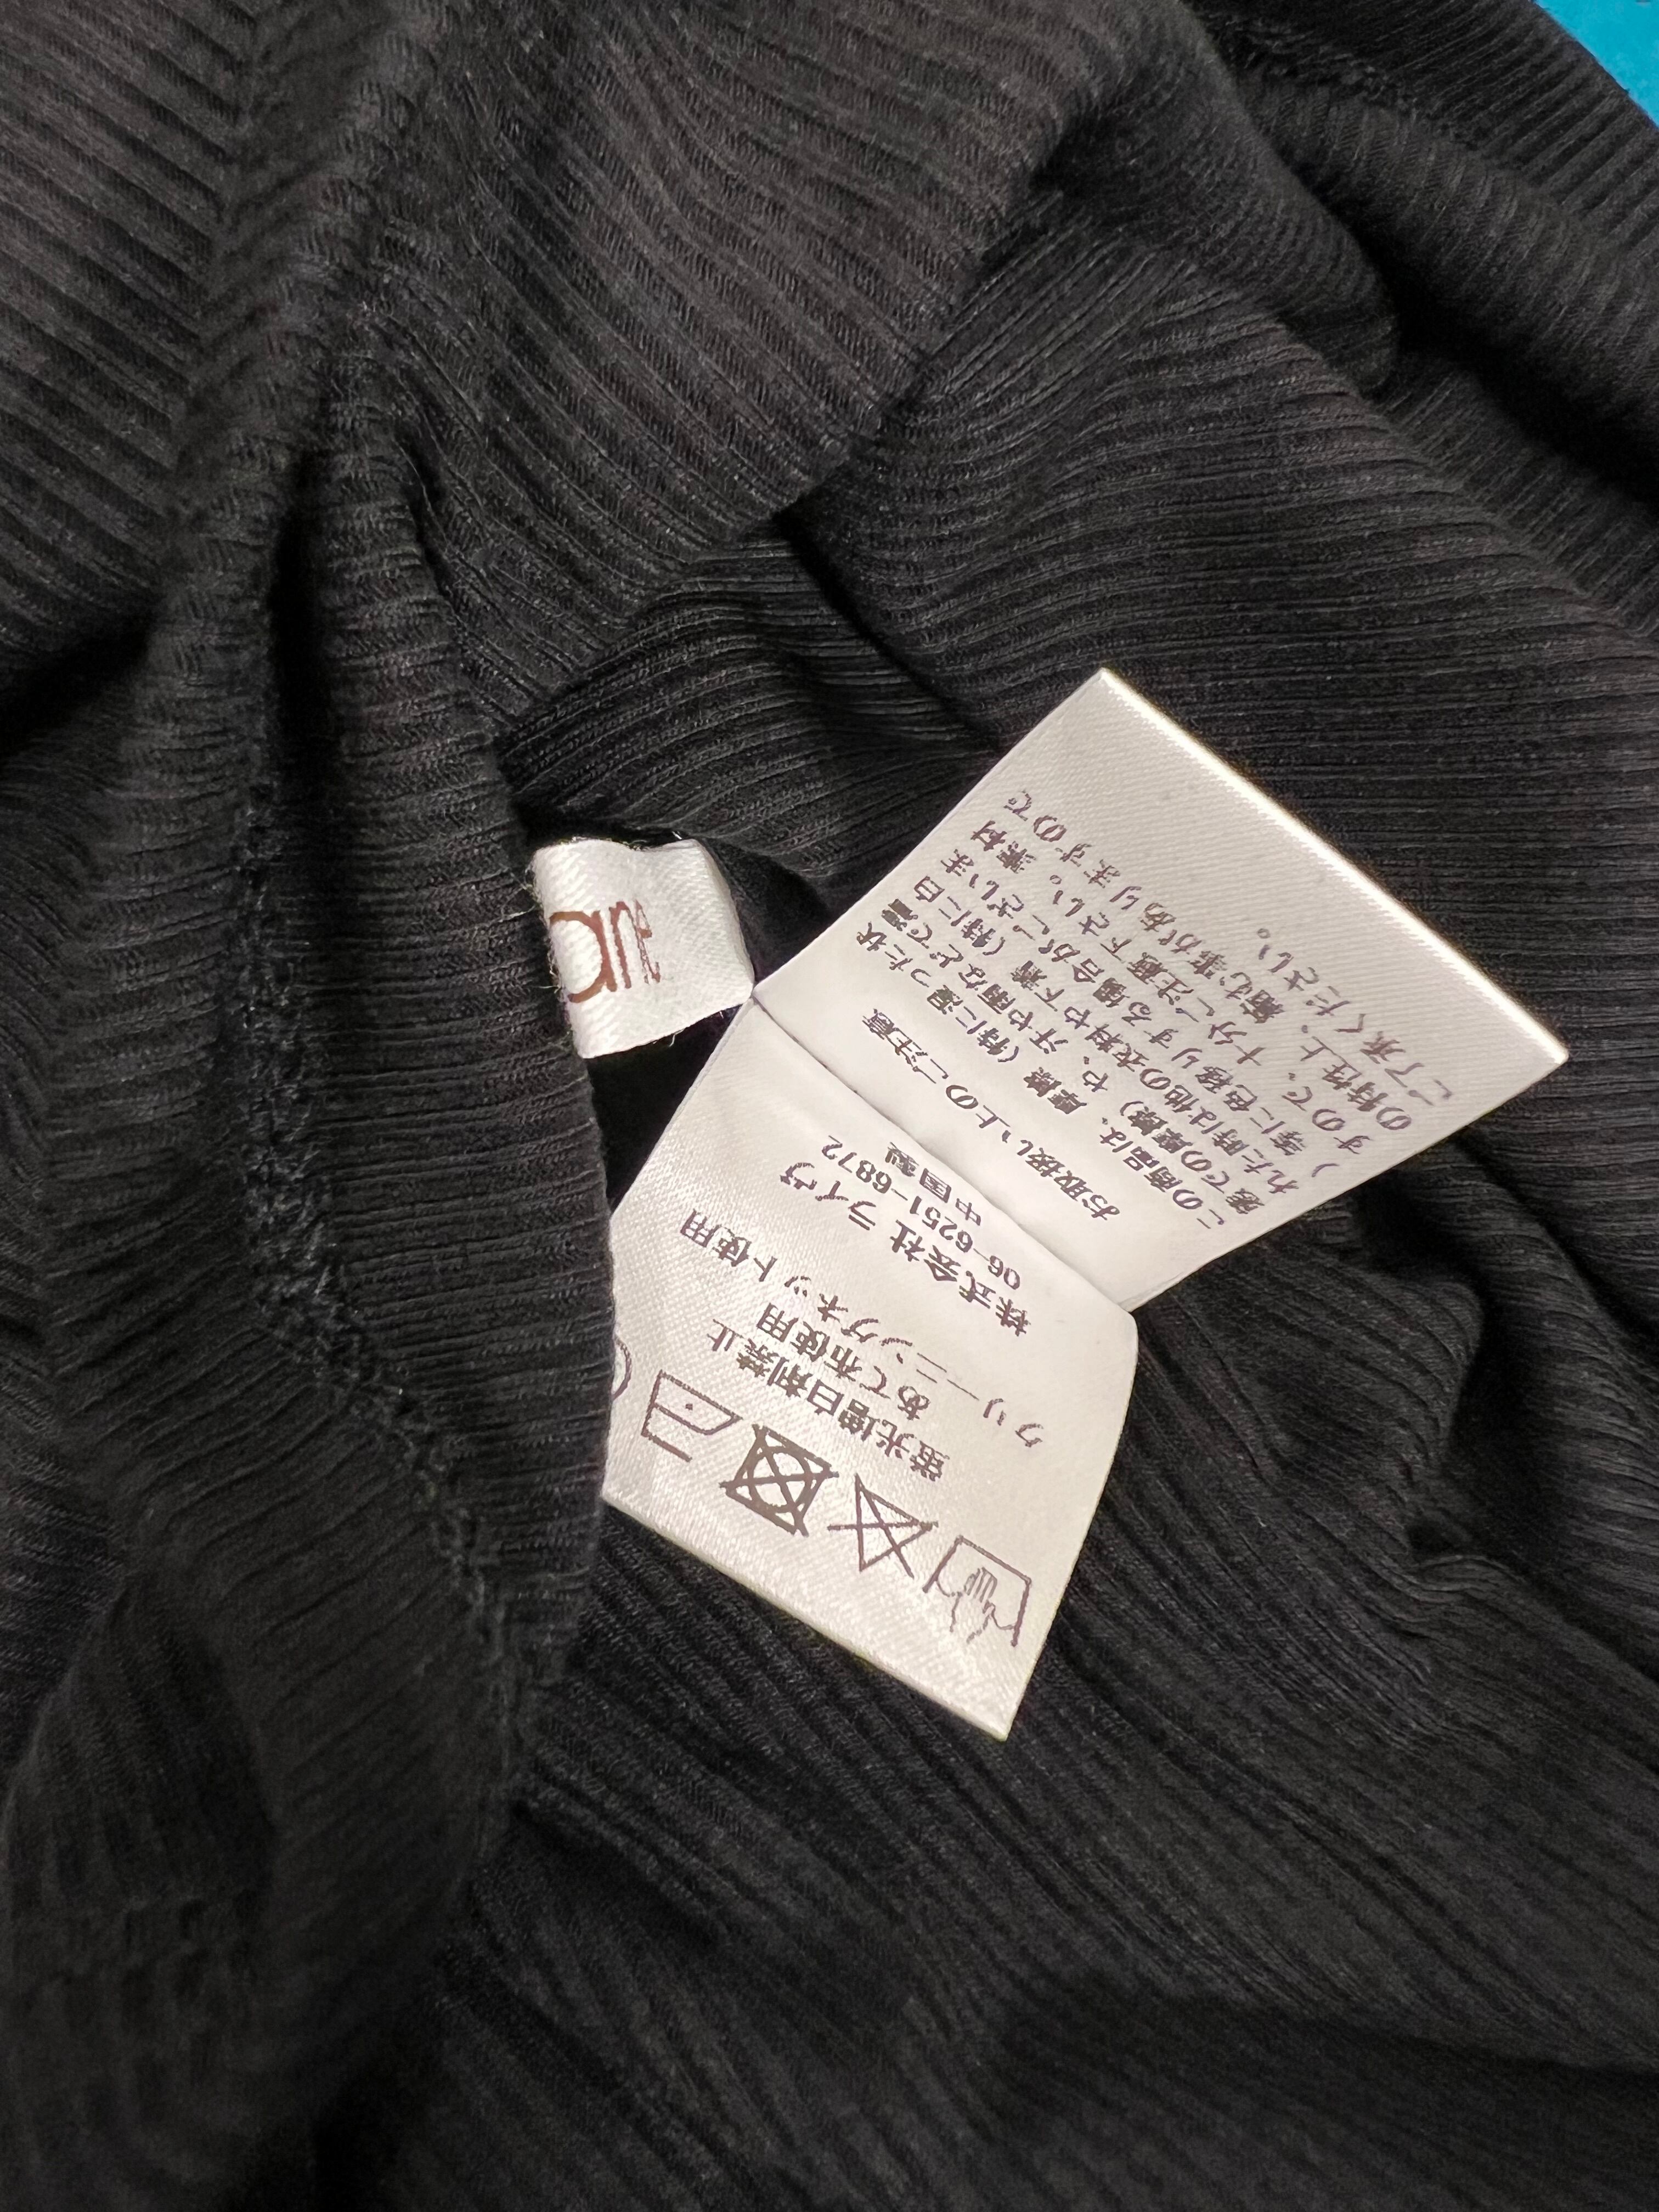 蛍光増白剤禁止
あて布使用
クリーニングネット使用
株式会社 ライヴ
06-6251-6872
中国製
お取扱い上のご注意
この商品は、摩擦（特に湿った状
態での摩擦）や、汗や雨などで濡
れた時は他の衣料や下着（特に白
）等に色移りする場合がございま
すので、十分ご注意下さい。素材
の特性上、縮む事がありますので
ご了承ください。